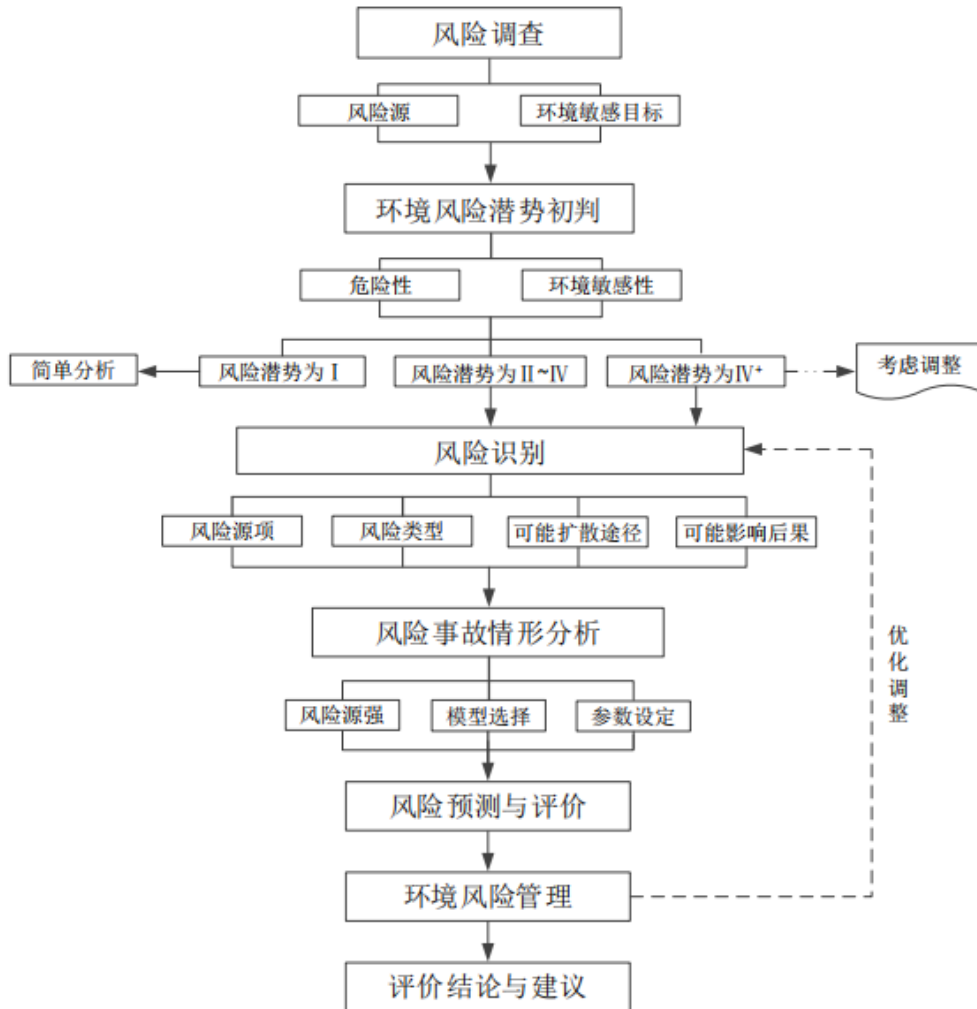 风险调查
风险源
环境敏感目标
环境风险潜势初判
危险性
环境敏感性
简单分析
风险潜势为Ⅰ
风险潜势为Ⅱ~Ⅳ
风险潜势为Ⅳ⁺
考虑调整
风险识别
风险源项
风险类型
可能扩散途径
可能影响后果
风险事故情形分析
优化调整
风险源强
模型选择
参数设定
风险预测与评价
环境风险管理
评价结论与建议